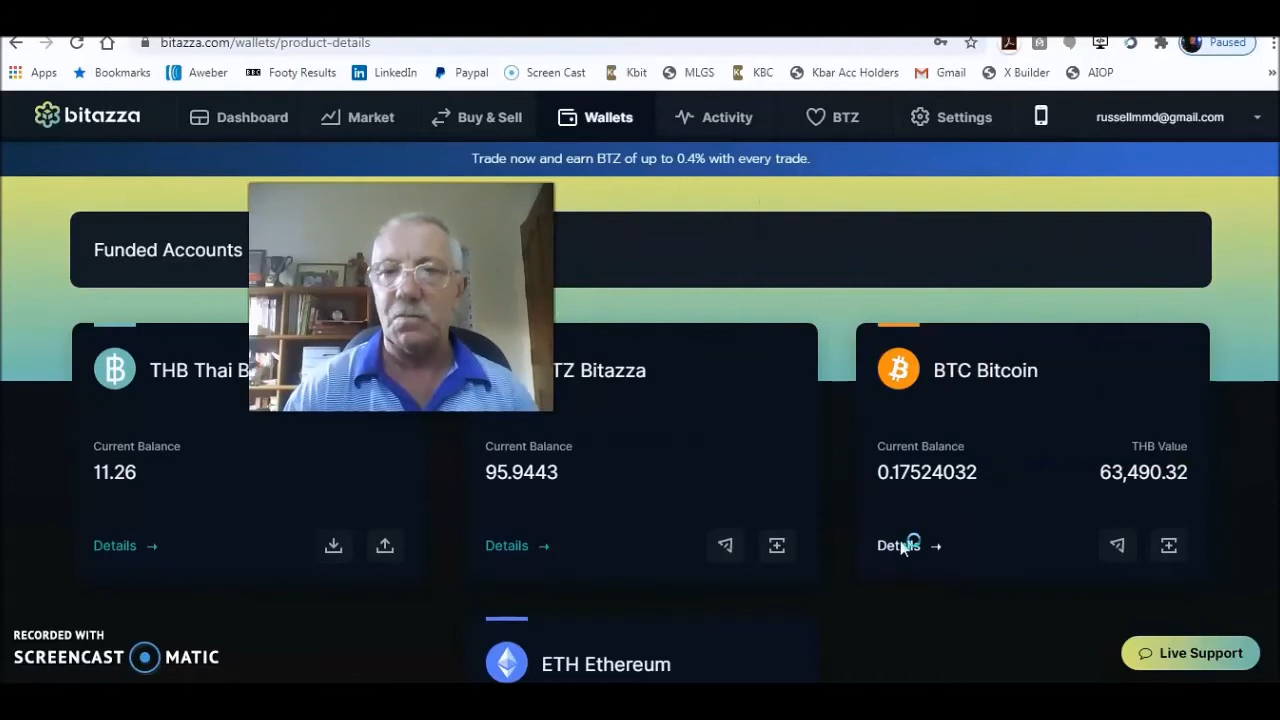 bitazza.com/wallets/product-details
Paused
Apps Bookmarks Aweber BBC Footy Results LinkedIn Paypal Screen Cast Kbit MLGS KBC Kbar Acc Holders Gmail X Builder AIOP »
bitazza Dashboard Market Buy & Sell Wallets Activity BTZ Settings russellmmd@gmail.com
Trade now and earn BTZ of up to 0.4% with every trade.
Funded Accounts
THB Thai B
TZ Bitazza
BTC Bitcoin
Current Balance
11.26
Details →
Current Balance
95.9443
Details →
Current Balance THB Value
0.17524032 63,490.32
Details →
ETH Ethereum
RECORDED WITH
SCREENCAST MATIC
Live Support